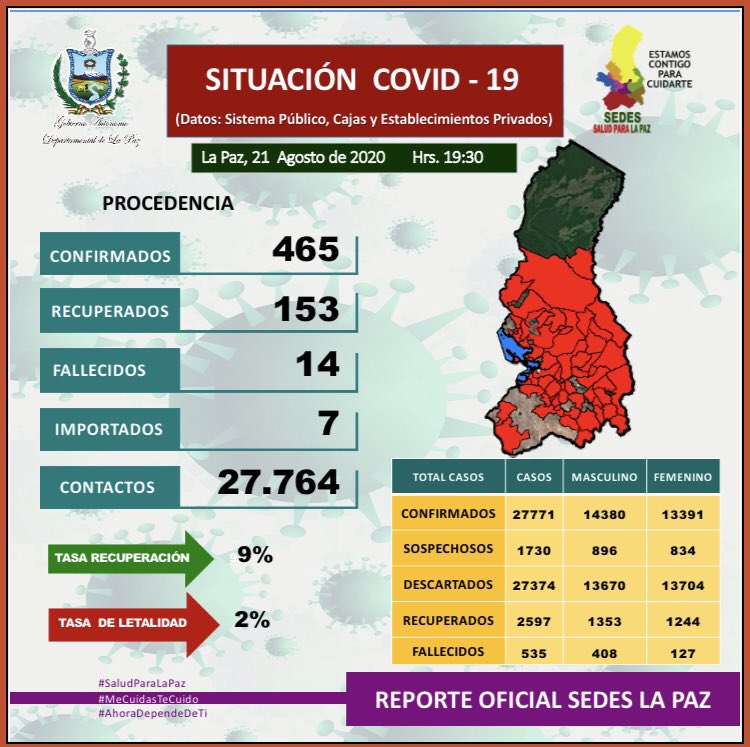 SITUACIÓN COVID - 19
(Datos: Sistema Público, Cajas y Establecimientos Privados)
La Paz, 21 Agosto de 2020 Hrs. 19:30
Gobierno Autónomo
Departamental de La Paz
ESTAMOS
CONTIGO
PARA
CUIDARTE
SEDES
SALUD PARA LA PAZ
PROCEDENCIA
CONFIRMADOS 465
RECUPERADOS 153
FALLECIDOS 14
IMPORTADOS 7
CONTACTOS 27.764
TASA RECUPERACIÓN 9%
TASA DE LETALIDAD 2%
TOTAL CASOS CASOS MASCULINO FEMENINO
CONFIRMADOS 27771 14380 13391
SOSPECHOSOS 1730 896 834
DESCARTADOS 27374 13670 13704
RECUPERADOS 2597 1353 1244
FALLECIDOS 535 408 127
#SaludParaLaPaz
#MeCuidasTeCuido
#AhoraDependeDeTi
REPORTE OFICIAL SEDES LA PAZ